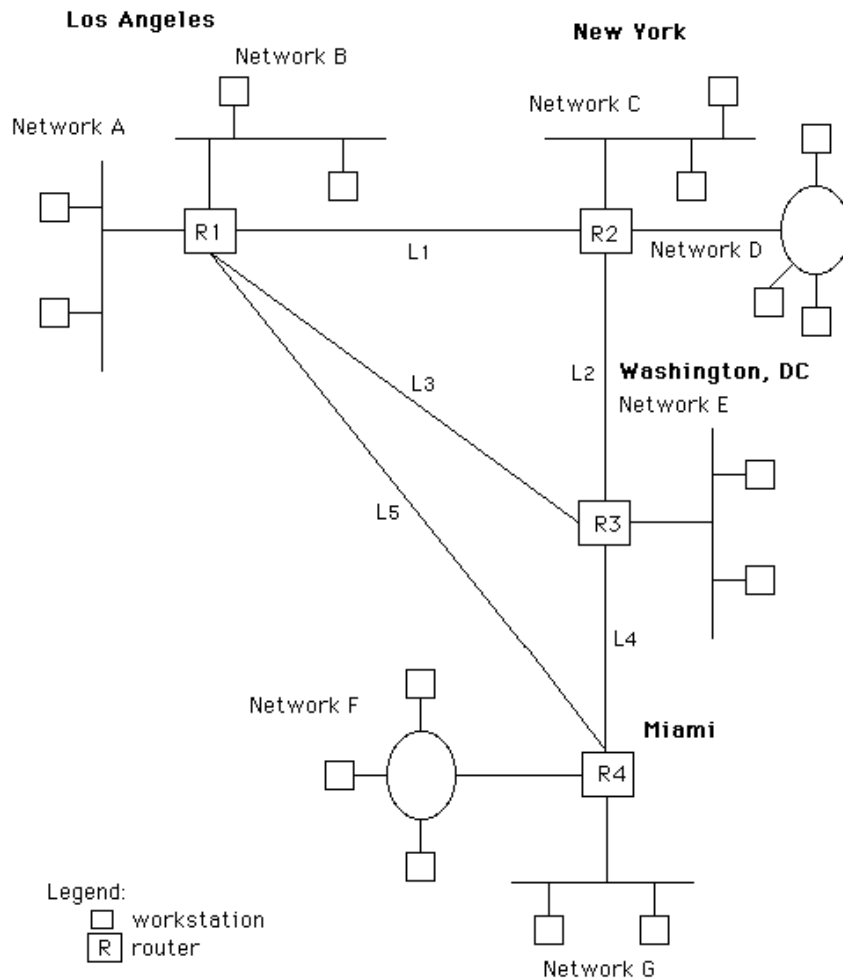 Los Angeles
New York
Network B
Network C
Network A
R1
R2
L1
Network D
L2
Washington, DC
L3
Network E
L5
R3
L4
Network F
Miami
R4
Legend:
workstation
R router
Network G